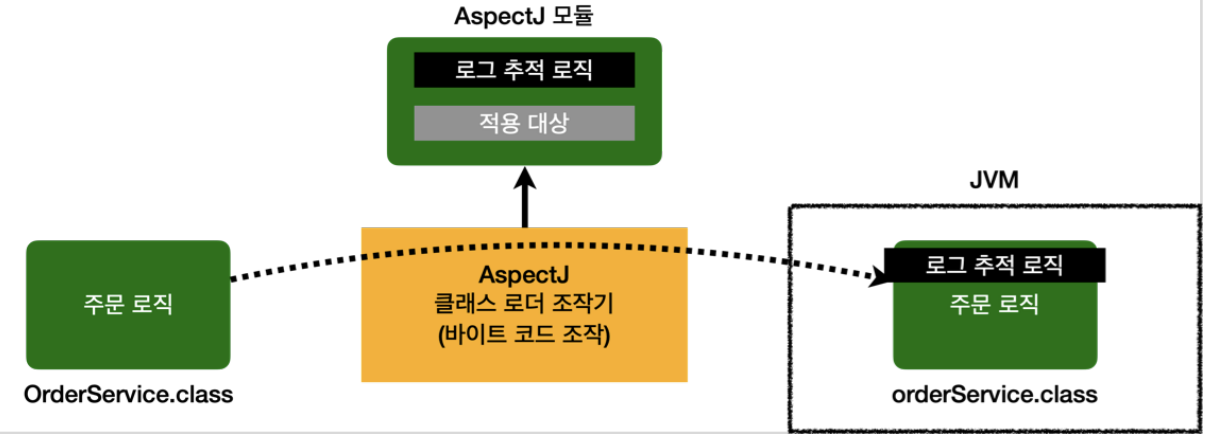 AspectJ 모듈
로그 추적 로직
적용 대상
JVM
주문 로직
OrderService.class
AspectJ
클래스 로더 조작기
(바이트 코드 조작)
로그 추적 로직
주문 로직
orderService.class